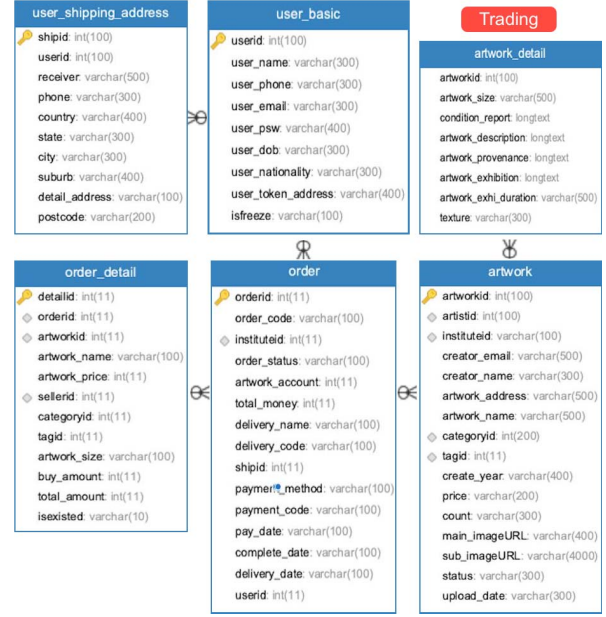 user_shipping_address
shipid: int(100)
userid: int(100)
receiver: varchar(500)
phone: varchar(300)
country: varchar(400)
state: varchar(300)
city: varchar(300)
suburb: varchar(400)
detail_address: varchar(100)
postcode: varchar(200)
user_basic
userid: int(100)
user_name: varchar(300)
user_phone: varchar(300)
user_email: varchar(300)
user_psw: varchar(400)
user_dob: varchar(300)
user_nationality: varchar(300)
user_token_address: varchar(400)
isfreeze: varchar(100)
Trading
artwork_detail
artworkid: int(100)
artwork_size: varchar(500)
condition_report: longtext
artwork_description: longtext
artwork_provenance: longtext
artwork_exhibition: longtext
artwork_exhi_duration: varchar(500)
texture: varchar(300)
order_detail
detailid: int(11)
orderid: int(11)
artworkid: int(11)
artwork_name: varchar(100)
artwork_price: int(11)
sellerid: int(11)
categoryid: int(11)
tagid: int(11)
artwork_size: varchar(100)
buy_amount: int(11)
total_amount: int(11)
isexisted: varchar(10)
order
orderid: int(11)
order_code: varchar(100)
instituteid: int(11)
order_status: varchar(100)
artwork_account: int(11)
total_money: int(11)
delivery_name: varchar(100)
delivery_code: varchar(100)
shipid: int(11)
payment_method: varchar(100)
payment_code: varchar(100)
pay_date: varchar(100)
complete_date: varchar(100)
delivery_date: varchar(100)
userid: int(11)
artwork
artworkid: int(100)
artistid: int(100)
instituteid: int(100)
creator_email: varchar(500)
creator_name: varchar(300)
artwork_address: varchar(500)
artwork_name: varchar(500)
categoryid: int(200)
tagid: int(11)
create_year: varchar(400)
price: varchar(200)
count: varchar(300)
main_imageURL: varchar(400)
sub_imageURL: varchar(4000)
status: varchar(300)
upload_date: varchar(300)